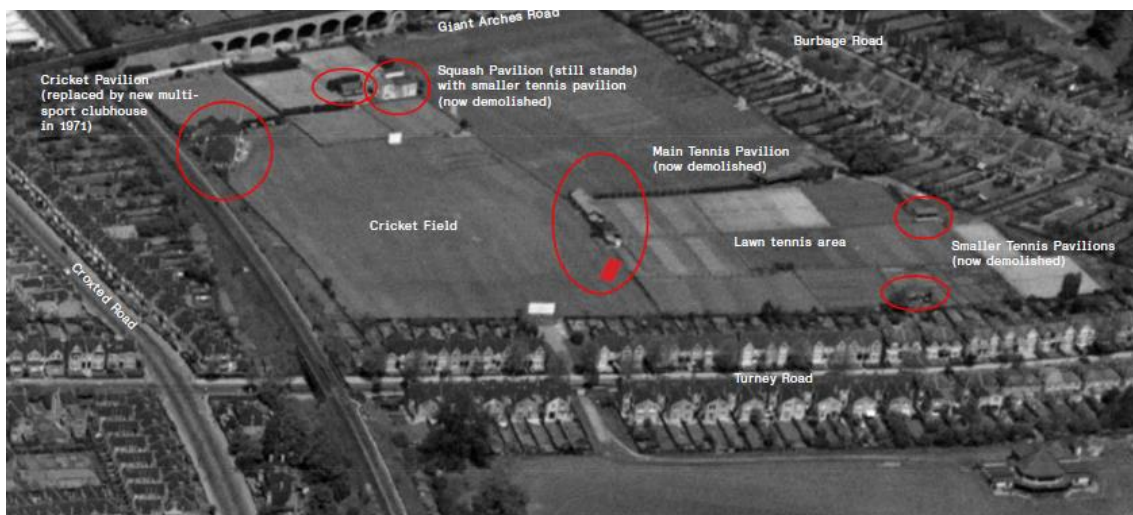 Giant Arches Road
Burbage Road
Cricket Pavilion
(replaced by new multi-
sport clubhouse
in 1971)
Squash Pavilion (still stands)
with smaller tennis pavilion
(now demolished)
Main Tennis Pavilion
(now demolished)
Cricket Field
Lawn tennis area
Smaller Tennis Pavilions
(now demolished)
Croxted Road
Turney Road